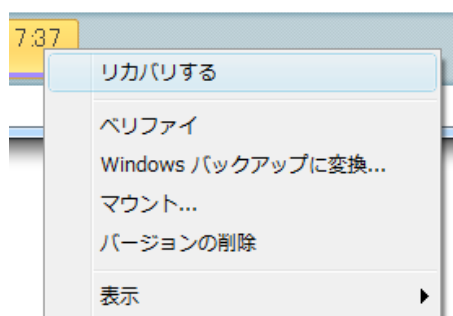 7:37
リカバリする
ベリファイ
Windows バックアップに変換...
マウント...
バージョンの削除
表示